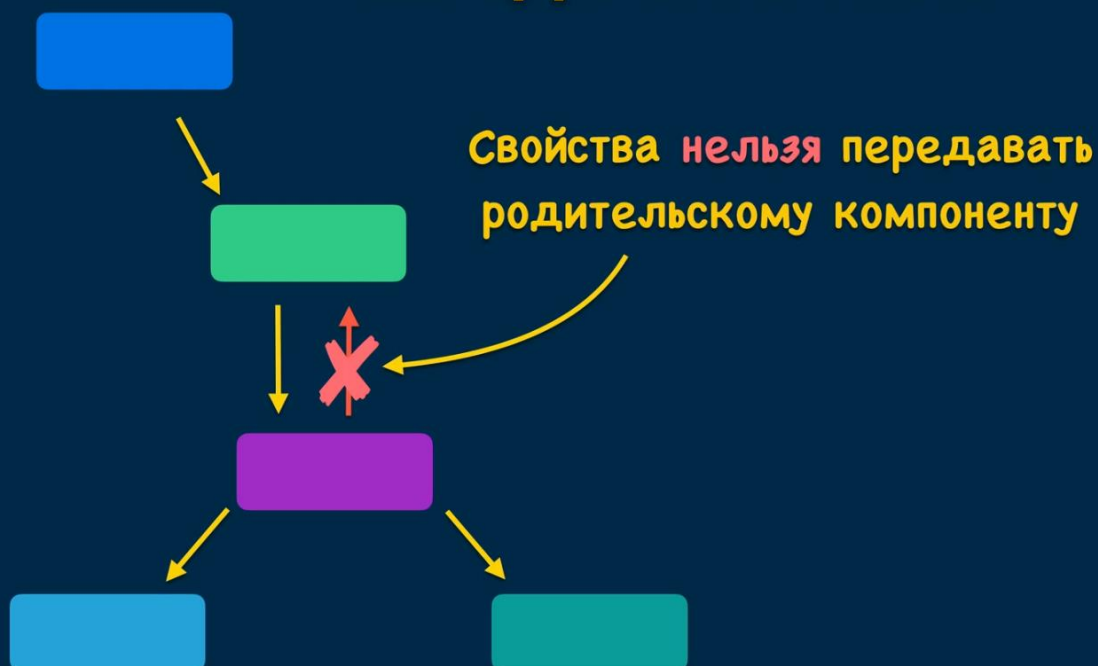 Свойства нельзя передавать
родительскому компоненту